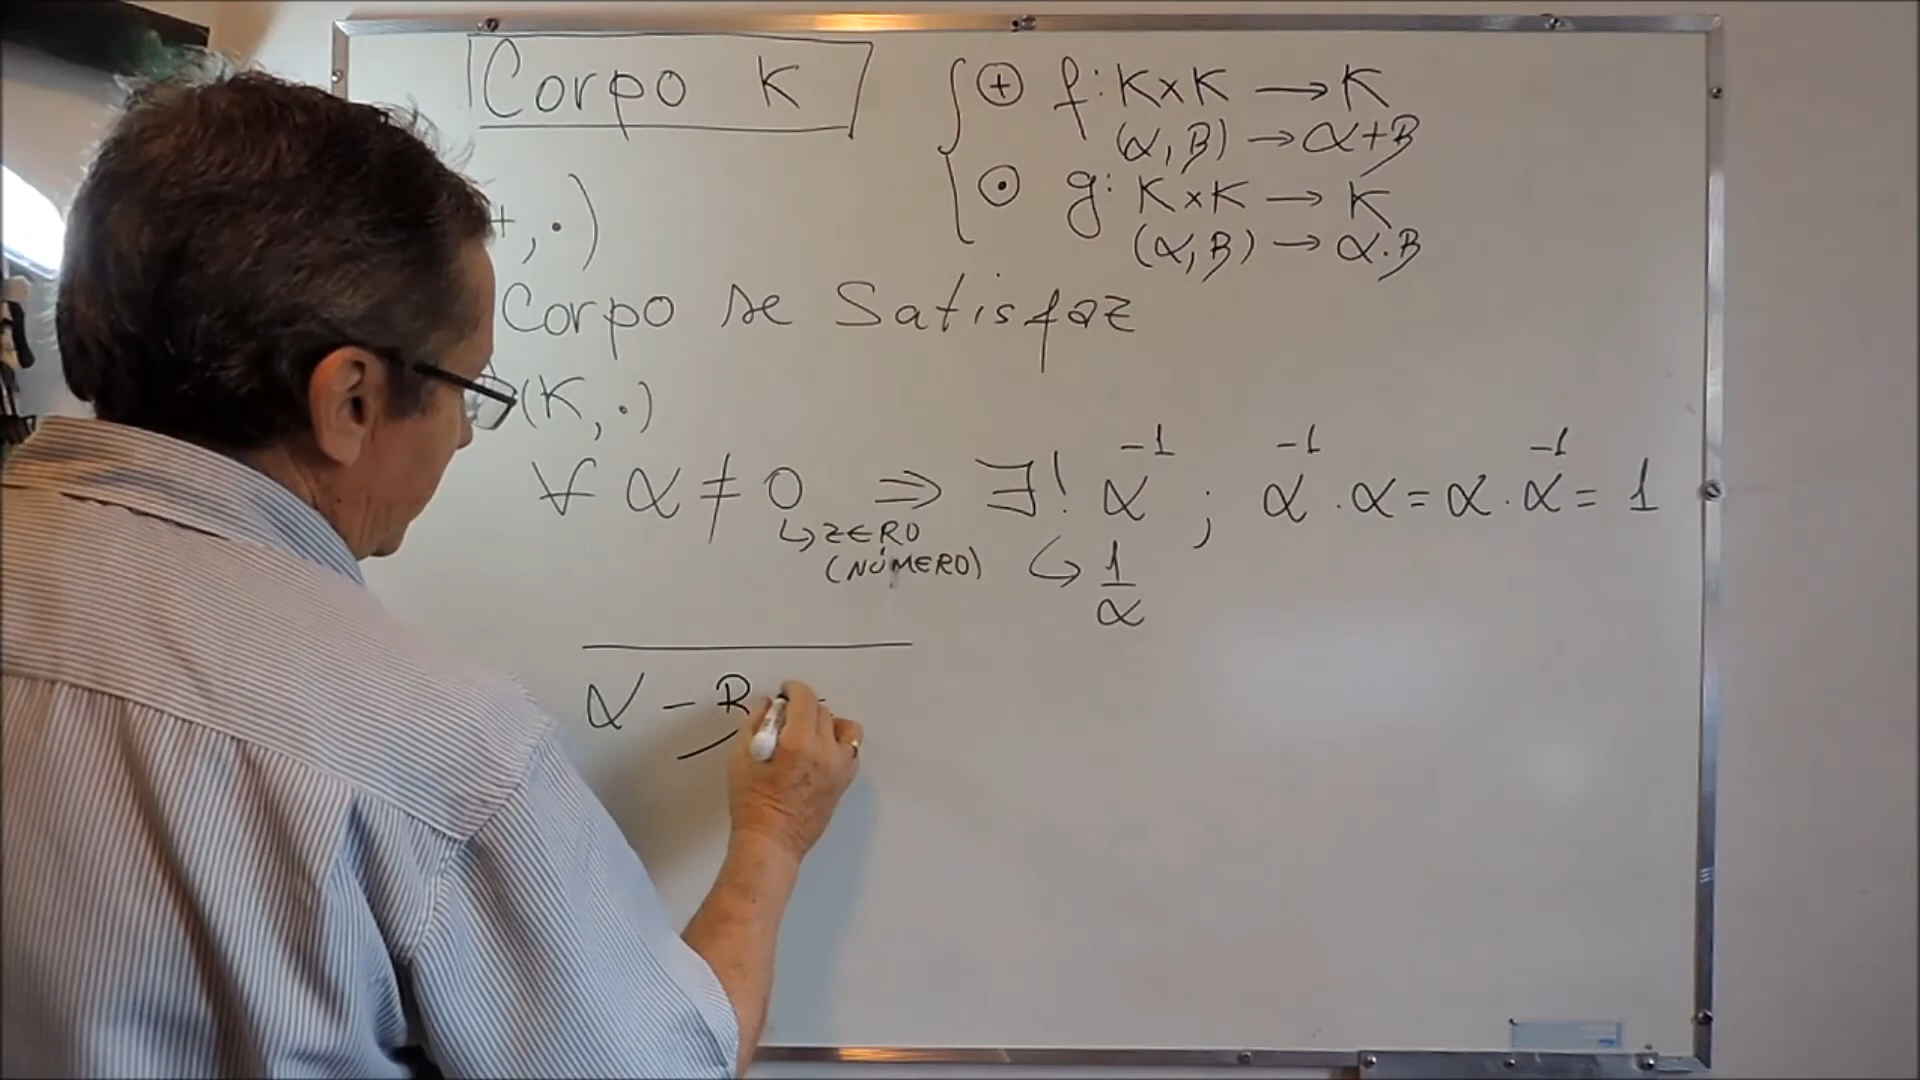 Corpo K
⊕ f: K×K → K
(α, B) → α+B
⊙ g: K×K → K
(α, B) → α.B
+, ·)
Corpo se Satisfaz
(K, ·)
∀ α ≠ 0 ⇒ ∃! α⁻¹ ; α⁻¹ · α = α · α⁻¹ = 1
↳ ZERO
(NÚMERO)
↪ 1/α
α –